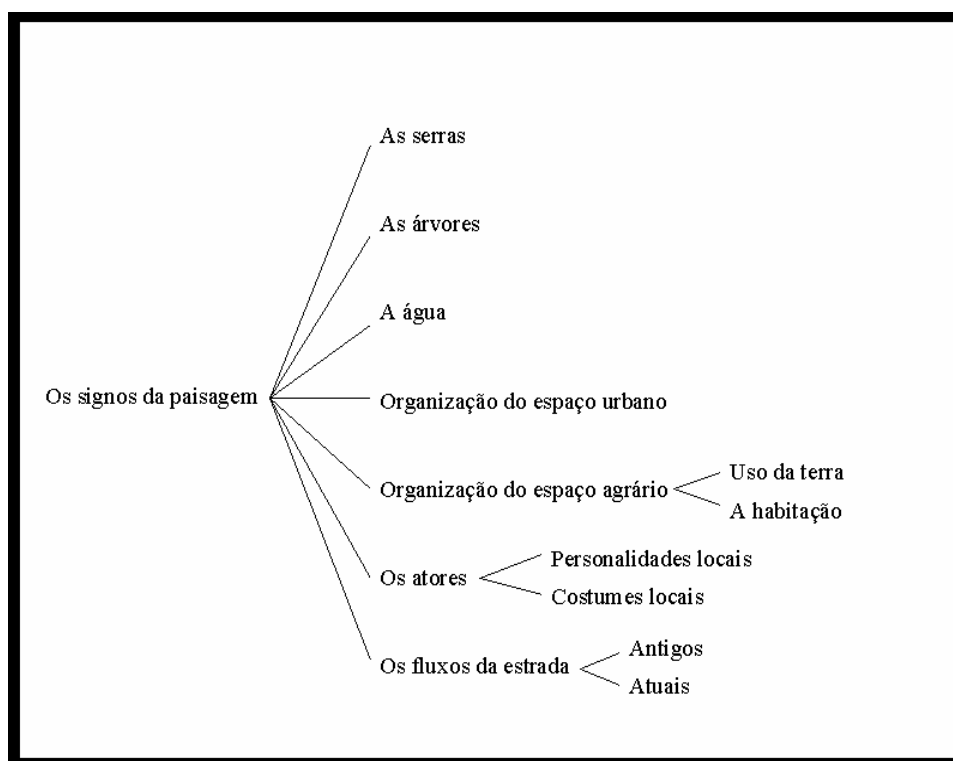 As serras
As árvores
A água
Os signos da paisagem
Organização do espaço urbano
Organização do espaço agrário
Uso da terra
A habitação
Os atores
Personalidades locais
Costumes locais
Os fluxos da estrada
Antigos
Atuais